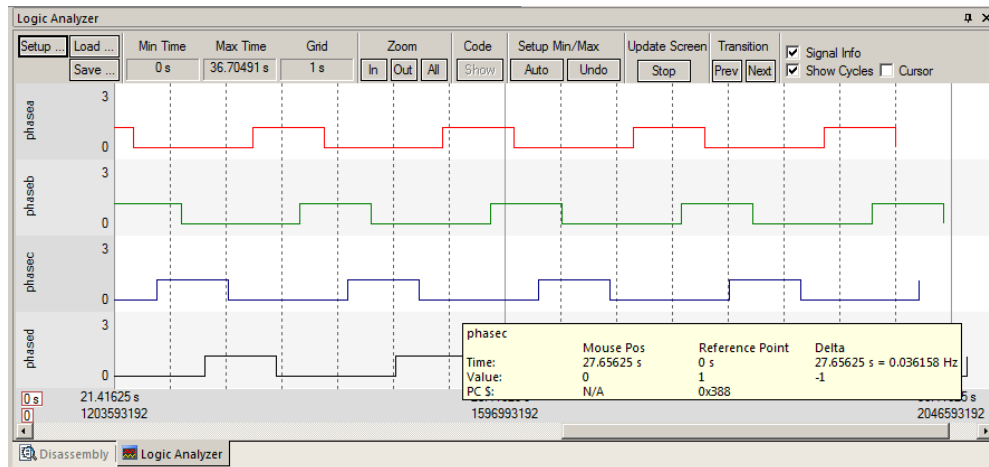 Logic Analyzer
Setup ... Load ... Min Time Max Time Grid Zoom Code Setup Min/Max Update Screen Transition Signal Info
Save ... 0 s 36.70491 s 1 s In Out All Show Auto Undo Stop Prev Next Show Cycles Cursor
3
phasea
0
3
phaseb
0
3
phasec
0
3
phased
0
phasec
Mouse Pos Reference Point Delta
Time: 27.65625 s 0 s 27.65625 s = 0.036158 Hz
Value: 0 1 -1
PC $: N/A 0x388
0 s 21.41625 s
0 1203593192 1596993192 2046593192
Disassembly Logic Analyzer